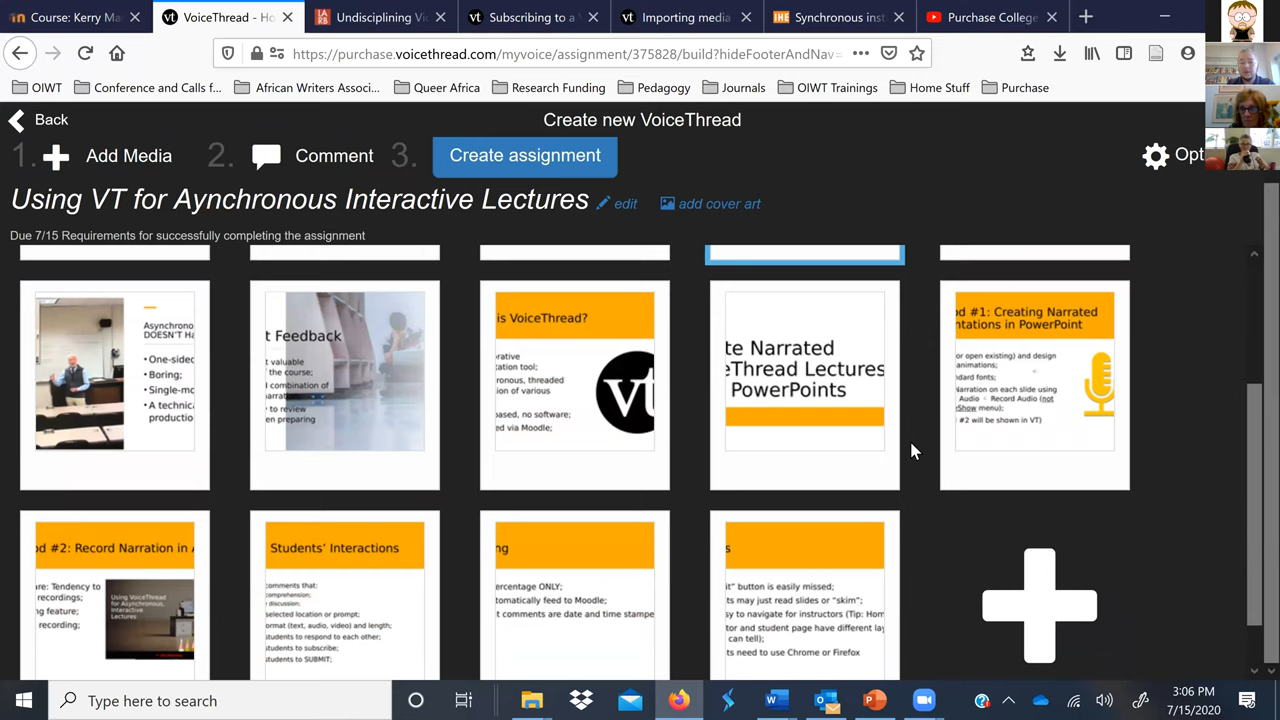 Course: Kerry Ma
VoiceThread - Ho
Undisciplining Vi
Subscribing to a
Importing media
Synchronous inst
Purchase College
https://purchase.voicethread.com/myvoice/assignment/375828/build?hideFooterAndNav=
OIWT
Conference and Calls f...
African Writers Associ...
Queer Africa
Research Funding
Pedagogy
Journals
OIWT Trainings
Home Stuff
Purchase
Back
Create new VoiceThread
1. Add Media
2. Comment
3. Create assignment
Opt
Using VT for Aynchronous Interactive Lectures
edit
add cover art
Due 7/15 Requirements for successfully completing the assignment
Asynchrono
DOESN'T Ha
• One-sided
• Boring;
• Single-mo
• A technica
productio
t Feedback
t valuable
f the course;
d combination of
narrat
y to review
en preparing
is VoiceThread?
orative
tation tool;
ronous, threaded
on of various
ased, no software;
ed via Moodle;
vt
te Narrated
eThread Lectures
PowerPoints
od #1: Creating Narrated
ntations in PowerPoint
or open existing) and design
animations;
dard fonts;
Narration on each slide using
Audio
Record Audio (not
eShow menu);
#2 will be shown in VT)
od #2: Record Narration in
are: Tendency to
recordings;
ng feature;
recording;
Using VoiceThread
for Asynchronous,
Interactive
Lectures
Students' Interactions
comments that:
comprehension;
e discussion;
selected location or prompt;
ormat (text, audio, video) and length;
students to respond to each other;
students to subscribe;
students to SUBMIT;
ng
ercentage ONLY;
tomatically feed to Moodle;
t comments are date and time stampe
s
it" button is easily missed;
ts may just read slides or "skim";
sy to navigate for instructors (Tip: Hom
tor and student page have different lay
can tell);
ts need to use Chrome or Firefox
Type here to search
3:06 PM
7/15/2020